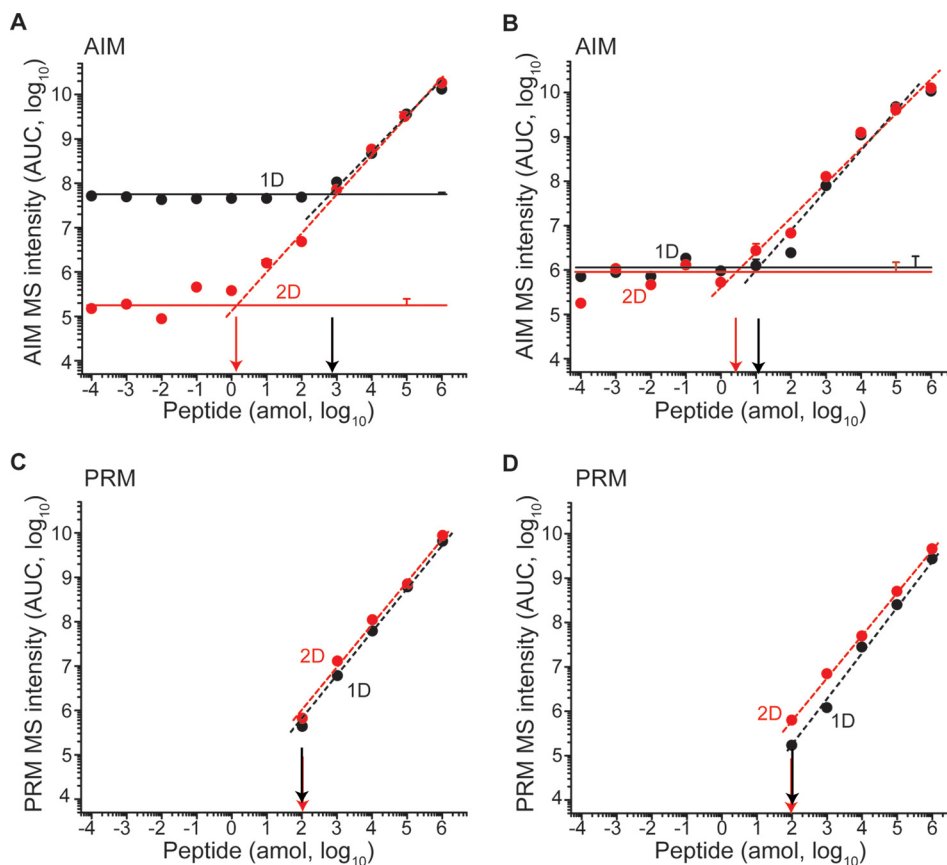 A
AIM
AIM MS intensity (AUC, log₁₀)
10
9
8
7
6
5
4
1D
2D
-4 -3 -2 -1 0 1 2 3 4 5 6
Peptide (amol, log₁₀)
B
AIM
AIM MS intensity (AUC, log₁₀)
10
9
8
7
6
5
4
1D
2D
-4 -3 -2 -1 0 1 2 3 4 5 6
Peptide (amol, log₁₀)
C
PRM
PRM MS intensity (AUC, log₁₀)
10
9
8
7
6
5
4
2D
1D
-4 -3 -2 -1 0 1 2 3 4 5 6
Peptide (amol, log₁₀)
D
PRM
PRM MS intensity (AUC, log₁₀)
10
9
8
7
6
5
4
2D
1D
-4 -3 -2 -1 0 1 2 3 4 5 6
Peptide (amol, log₁₀)